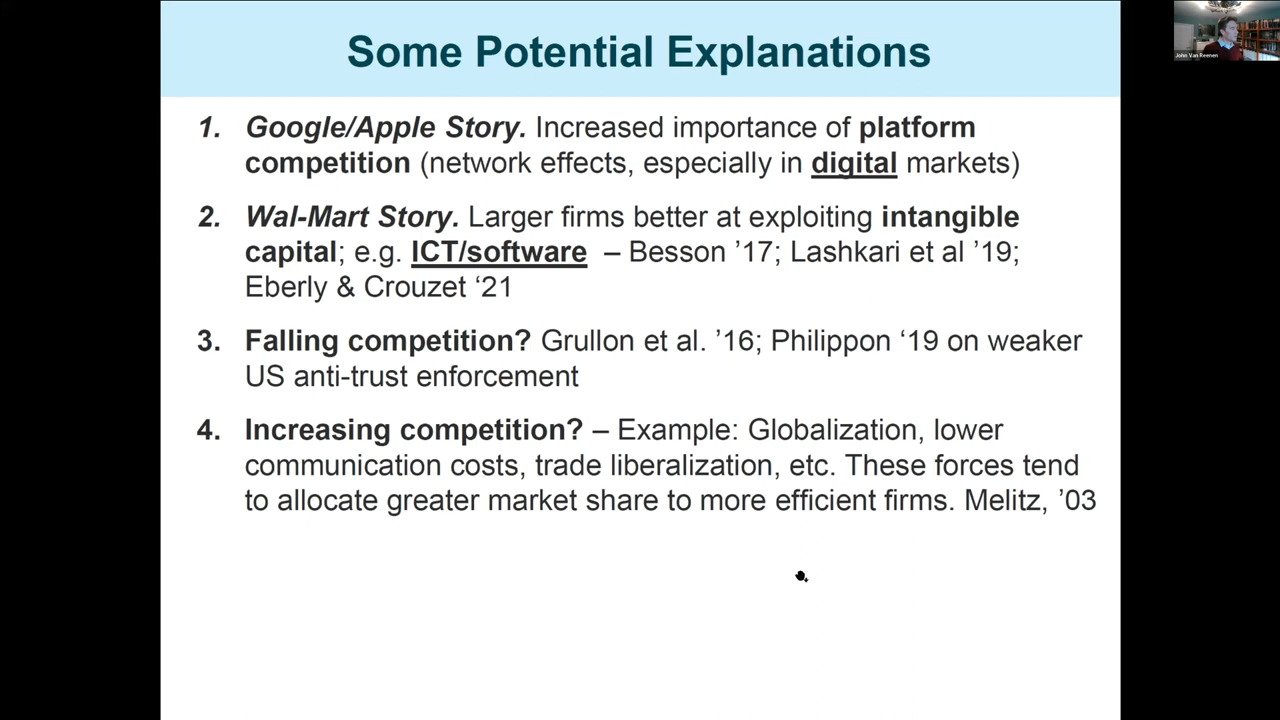 Some Potential Explanations
John Van Reenen
1. Google/Apple Story. Increased importance of platform
competition (network effects, especially in digital markets)
2. Wal-Mart Story. Larger firms better at exploiting intangible
capital; e.g. ICT/software – Besson ’17; Lashkari et al ’19;
Eberly & Crouzet ‘21
3. Falling competition? Grullon et al. ’16; Philippon ‘19 on weaker
US anti-trust enforcement
4. Increasing competition? – Example: Globalization, lower
communication costs, trade liberalization, etc. These forces tend
to allocate greater market share to more efficient firms. Melitz, ’03